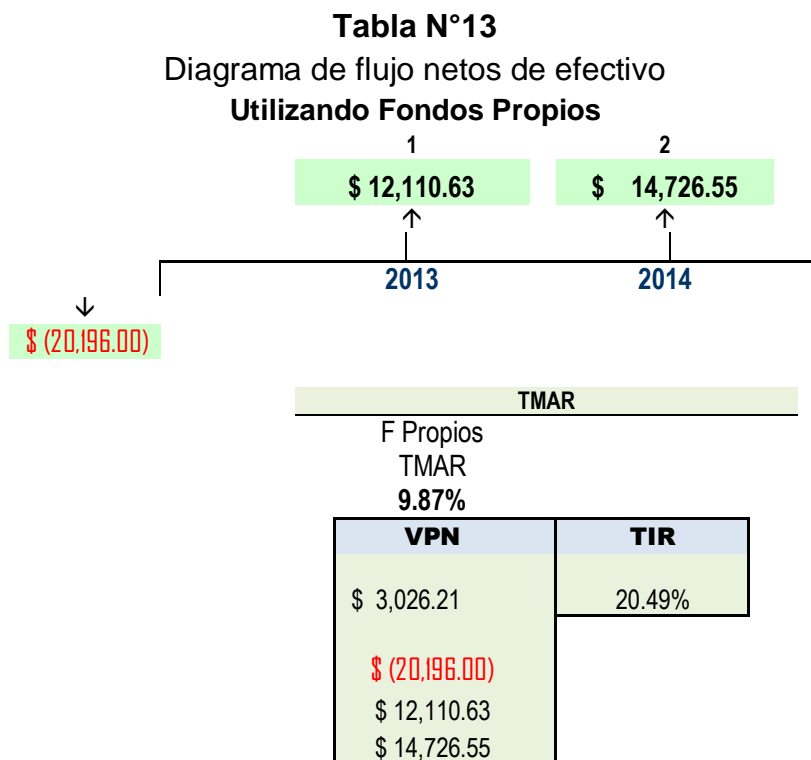 Tabla N°13
Diagrama de flujo netos de efectivo
Utilizando Fondos Propios
1 2
$ 12,110.63 $ 14,726.55
2013 2014
$ (20,196.00)
TMAR
F Propios
TMAR
9.87%
VPN TIR
$ 3,026.21 20.49%
$ (20,196.00)
$ 12,110.63
$ 14,726.55